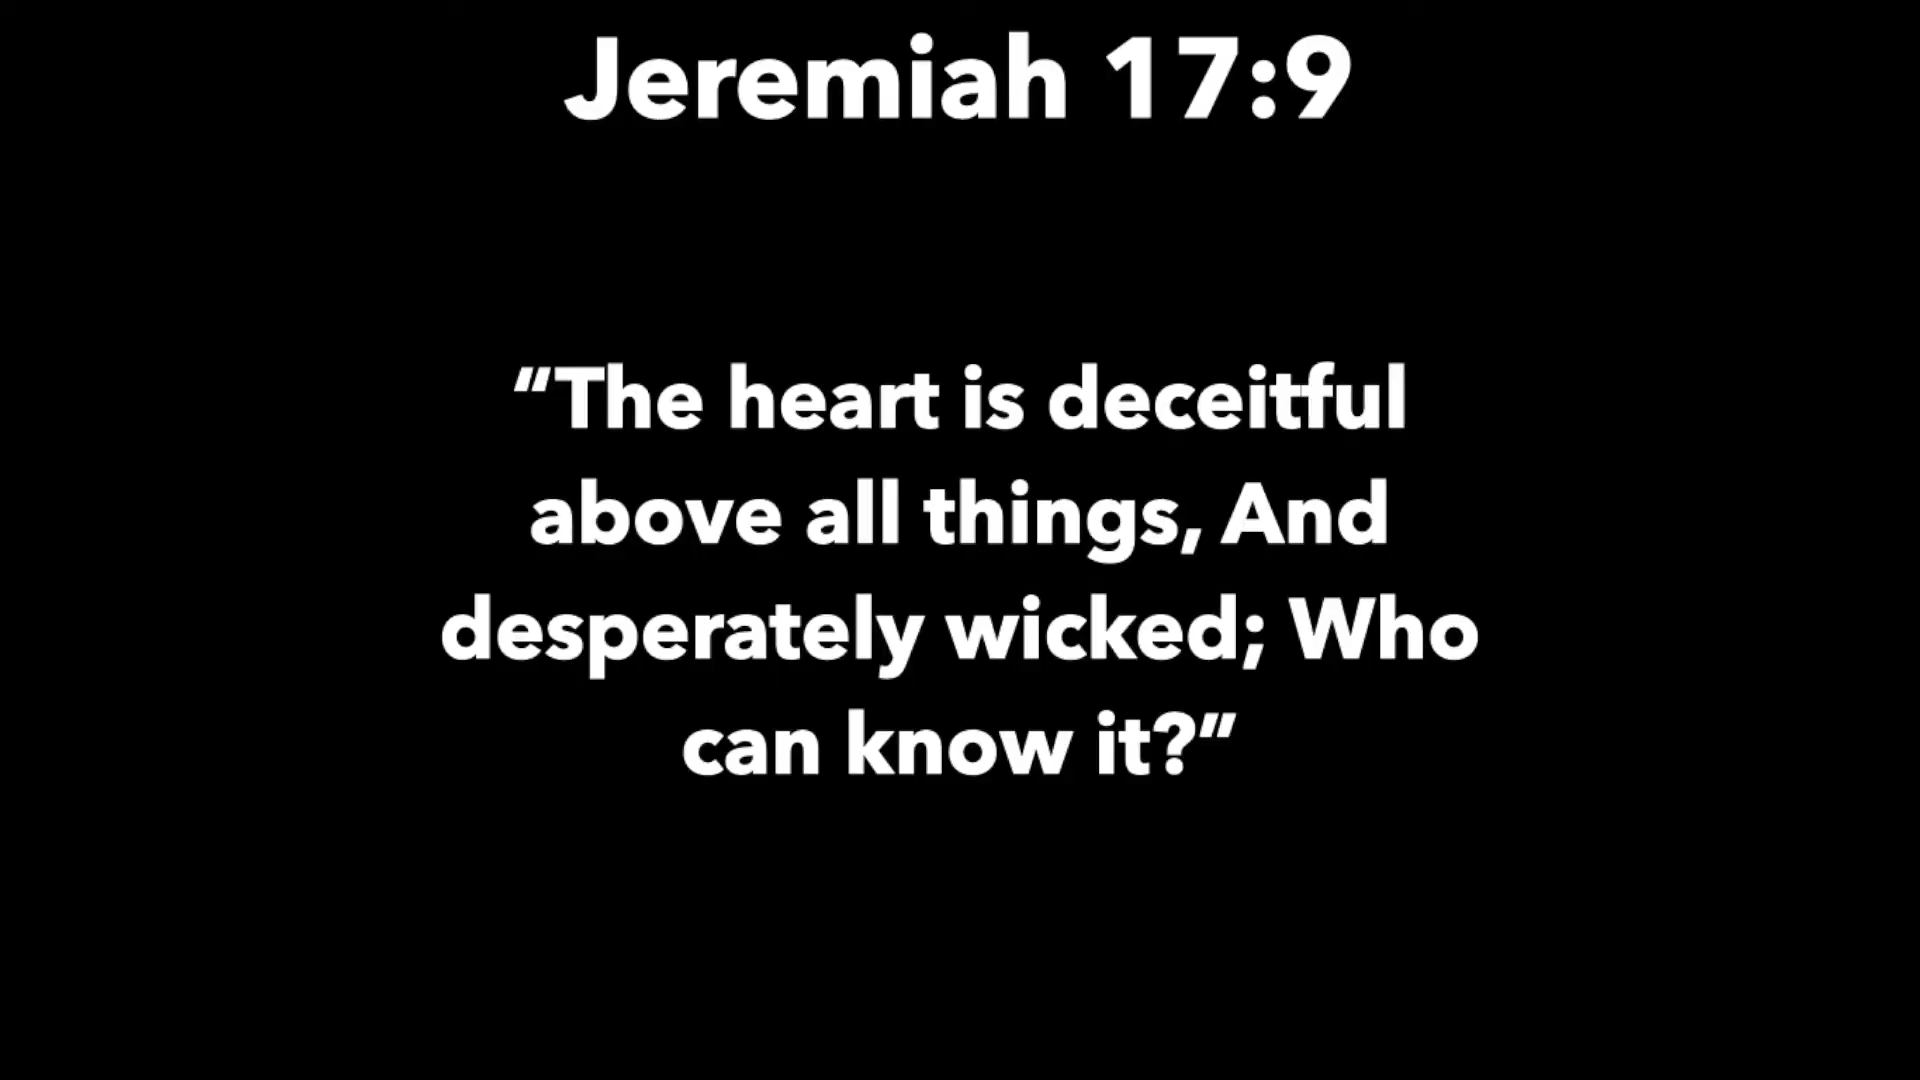 Jeremiah 17:9
“The heart is deceitful
above all things, And
desperately wicked; Who
can know it?”